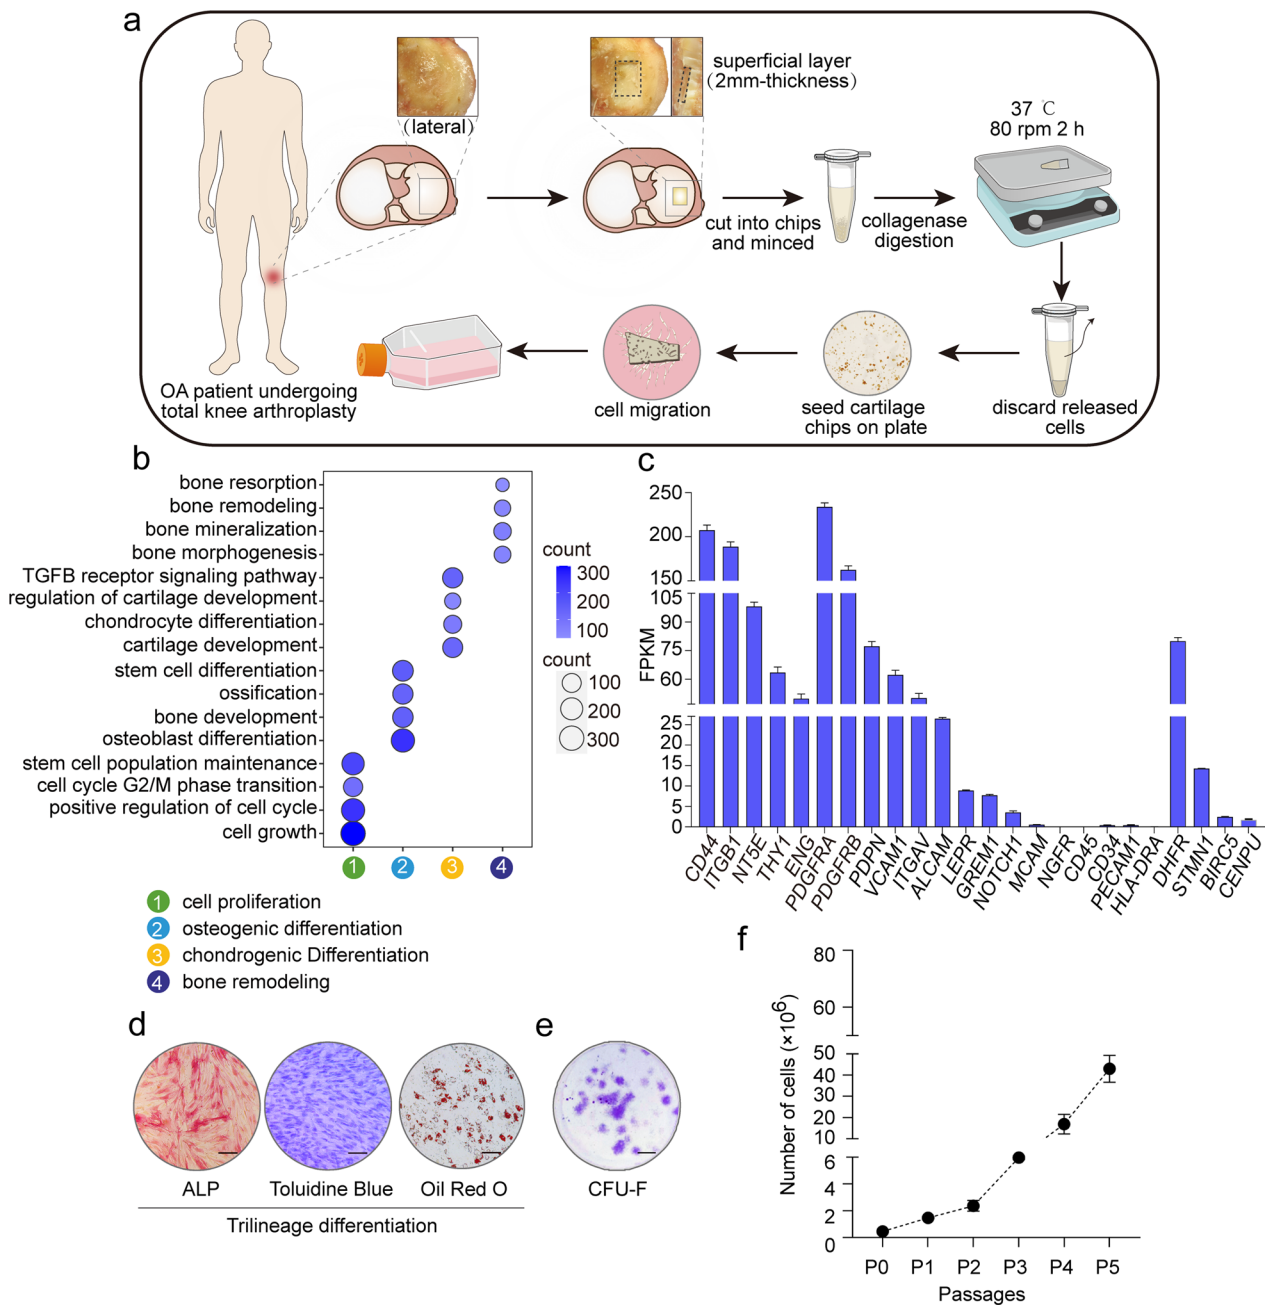 a
(lateral)
superficial layer
(2mm-thickness)
37 ℃
80 rpm 2 h
cut into chips
and minced
collagenase
digestion
OA patient undergoing
total knee arthroplasty
cell migration
seed cartilage
chips on plate
discard released
cells
b
bone resorption
bone remodeling
bone mineralization
bone morphogenesis
TGFB receptor signaling pathway
regulation of cartilage development
chondrocyte differentiation
cartilage development
stem cell differentiation
ossification
bone development
osteoblast differentiation
stem cell population maintenance
cell cycle G2/M phase transition
positive regulation of cell cycle
cell growth
1 2 3 4
count
300
200
100
count
100
200
300
1 cell proliferation
2 osteogenic differentiation
3 chondrogenic Differentiation
4 bone remodeling
c
FPKM
250
200
150
105
90
75
60
25
20
15
10
5
0
CD44
ITGB1
NT5E
THY1
ENG
PDGFRA
PDGFRB
PDPN
VCAM1
ITGAV
ALCAM
LEPR
GREM1
NOTCH1
MCAM
NGFR
CD45
CD34
PECAM1
HLA-DRA
DHFR
STMN1
BIRC5
CENPU
d
ALP
Toluidine Blue
Oil Red O
Trilineage differentiation
e
CFU-F
f
Number of cells (×10⁶)
80
60
50
40
30
20
10
6
4
2
0
P0 P1 P2 P3 P4 P5
Passages